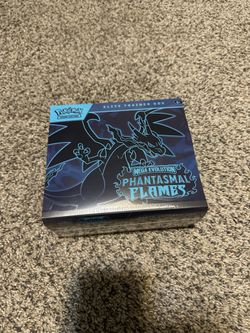 Pokémon
ELITE TRAINER BOX
MEGA EVOLUTION
PHANTASMAL
FLAMES